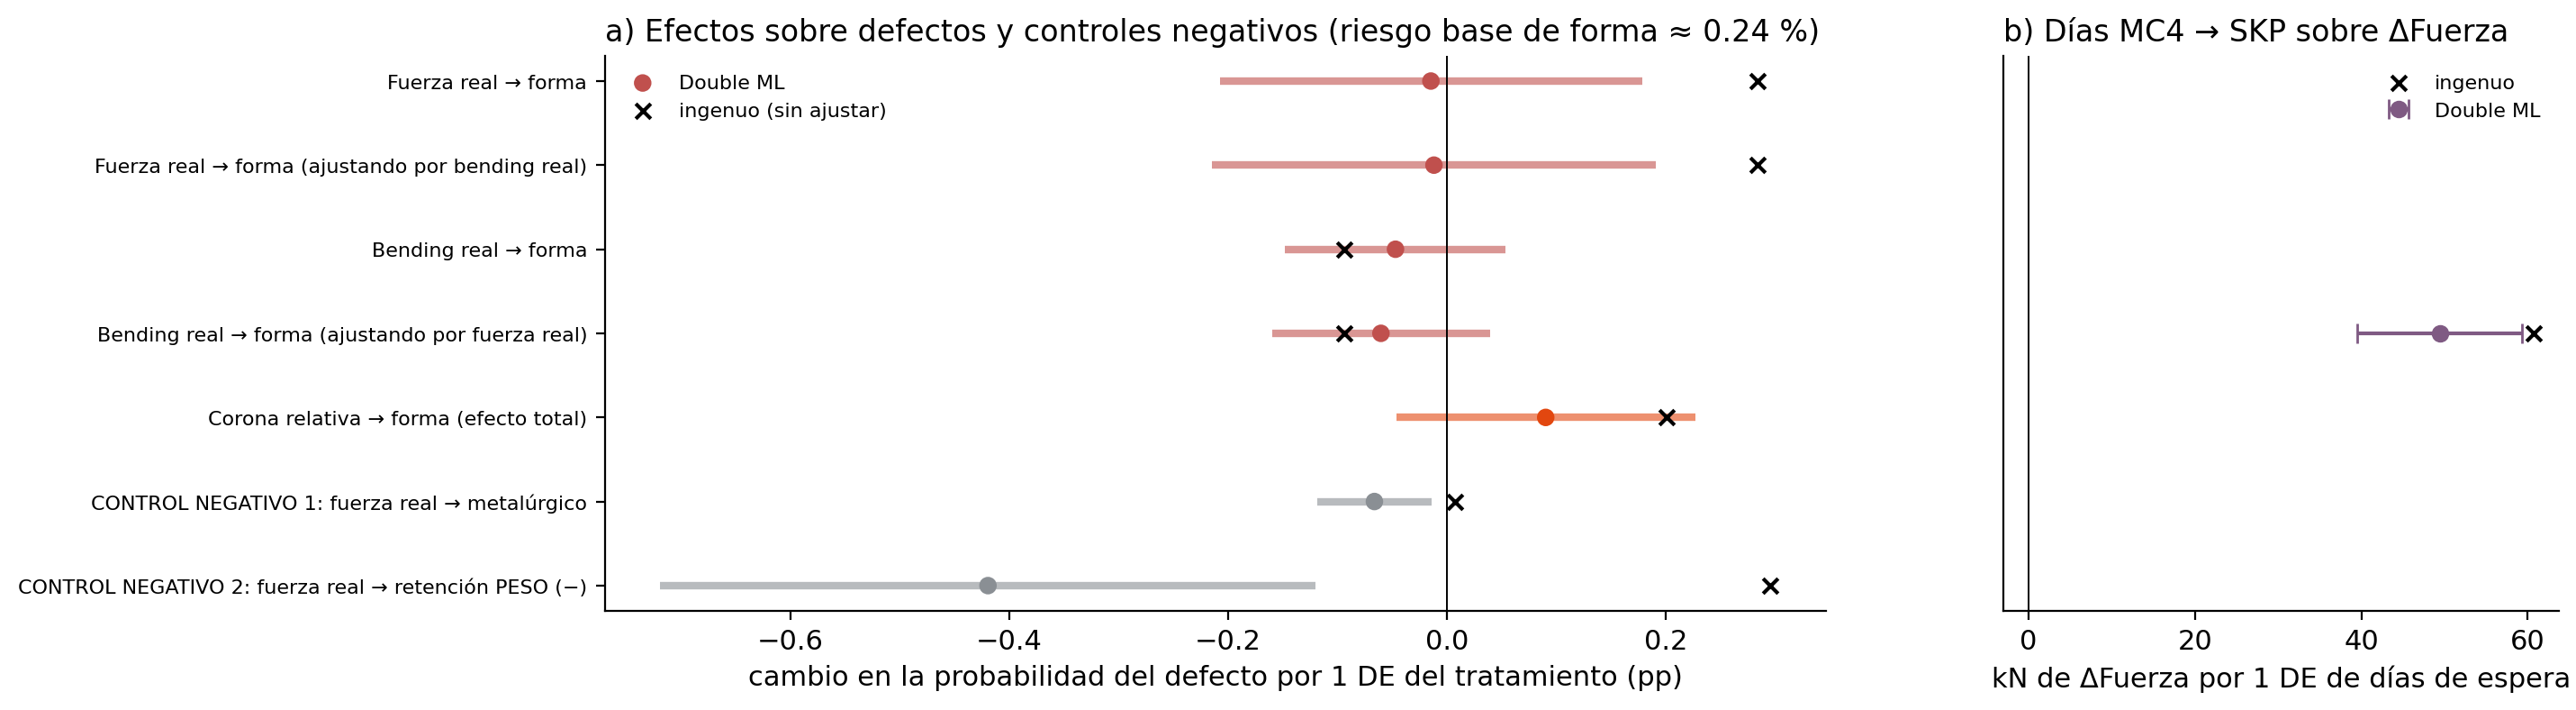 a) Efectos sobre defectos y controles negativos (riesgo base de forma ≈ 0.24 %)
Double ML
ingenuo (sin ajustar)
Fuerza real → forma
Fuerza real → forma (ajustando por bending real)
Bending real → forma
Bending real → forma (ajustando por fuerza real)
Corona relativa → forma (efecto total)
CONTROL NEGATIVO 1: fuerza real → metalúrgico
CONTROL NEGATIVO 2: fuerza real → retención PESO (−)
−0.6 −0.4 −0.2 0.0 0.2
cambio en la probabilidad del defecto por 1 DE del tratamiento (pp)
b) Días MC4 → SKP sobre ΔFuerza
ingenuo
Double ML
0 20 40 60
kN de ΔFuerza por 1 DE de días de espera